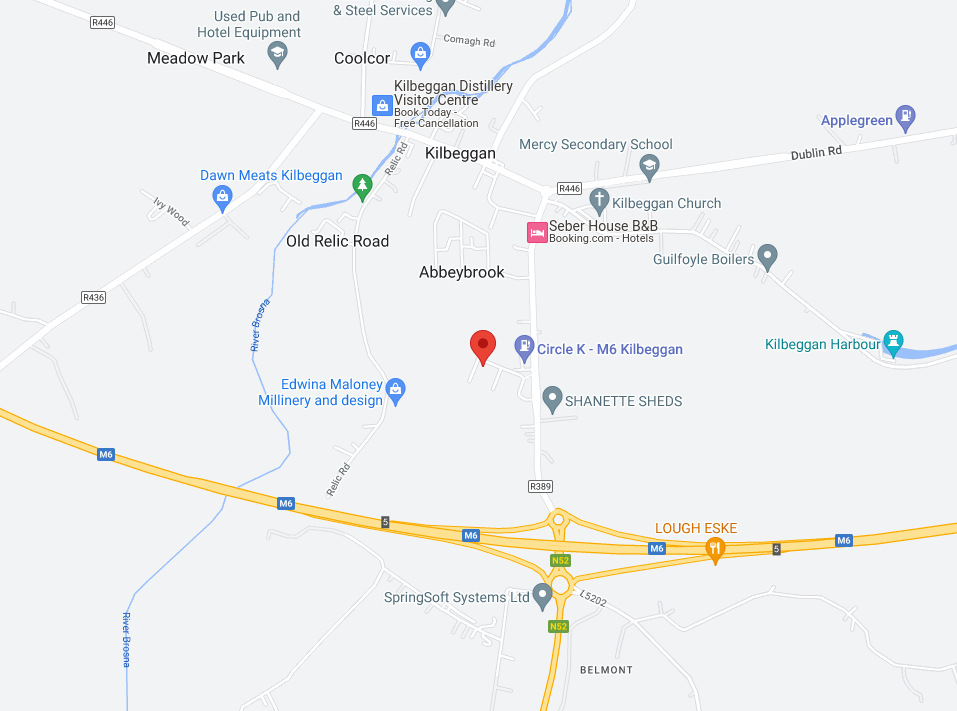 Used Pub and
Hotel Equipment
& Steel Services
R446
Comagh Rd
Meadow Park
Coolcor
Kilbeggan Distillery
Visitor Centre
Book Today -
Free Cancellation
R446
Relic Rd
Kilbeggan
Applegreen
Mercy Secondary School
Dublin Rd
Dawn Meats Kilbeggan
R446
Ivy Wood
Kilbeggan Church
Old Relic Road
Seber House B&B
Booking.com - Hotels
Guilfoyle Boilers
Abbeybrook
R436
River Brosna
Circle K - M6 Kilbeggan
Kilbeggan Harbour
Edwina Maloney
Millinery and design
SHANETTE SHEDS
M6
Relic Rd
R389
M6
5
M6
LOUGH ESKE
M6
5
M6
N52
SpringSoft Systems Ltd
L5202
N52
River Brosna
BELMONT